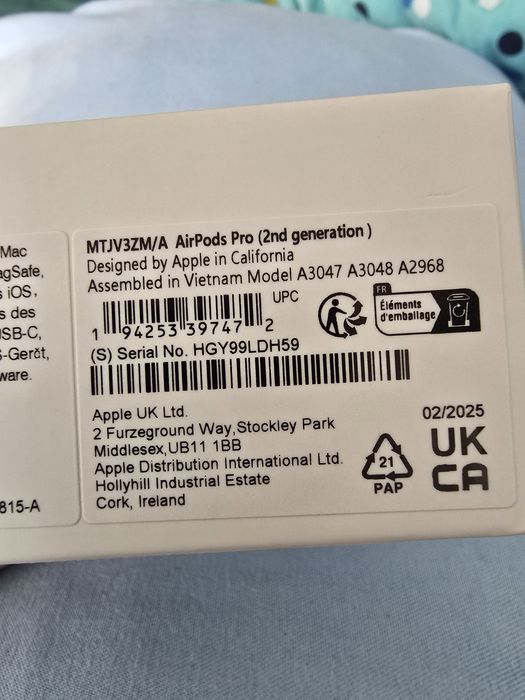 Mac
agSafe,
s iOS,
s des
JSB-C,
S-Gerät,
ware.
815-A
MTJV3ZM/A AirPods Pro (2nd generation )
Designed by Apple in California
Assembled in Vietnam Model A3047 A3048 A2968
UPC
1 94253 39747 2
FR
Éléments
d'emballage
(S) Serial No. HGY99LDH59
Apple UK Ltd.
2 Furzeground Way,Stockley Park
Middlesex,UB11 1BB
Apple Distribution International Ltd.
Hollyhill Industrial Estate
Cork, Ireland
21
PAP
02/2025
UK
CA